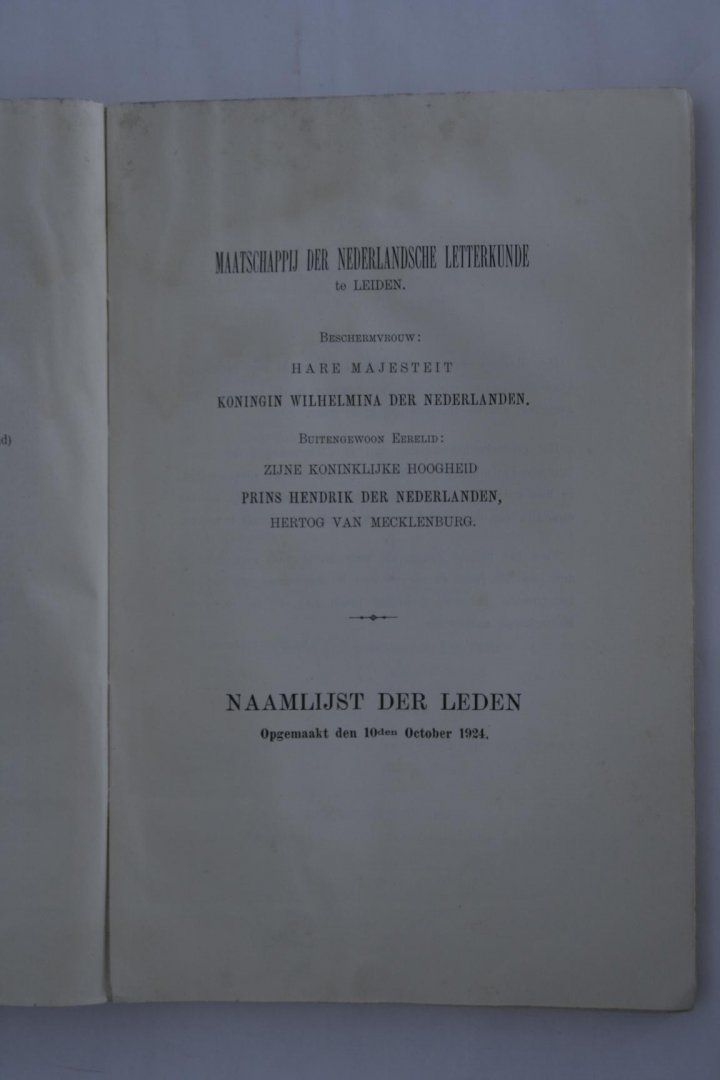 d)
MAATSCHAPPIJ DER NEDERLANDSCHE LETTERKUNDE
te LEIDEN.
BESCHERMVROUW:
HARE MAJESTEIT
KONINGIN WILHELMINA DER NEDERLANDEN.
BUITENGEWOON EERELID:
ZIJNE KONINKLIJKE HOOGHEID
PRINS HENDRIK DER NEDERLANDEN,
HERTOG VAN MECKLENBURG.
NAAMLIJST DER LEDEN
Opgemaakt den 10den October 1924.